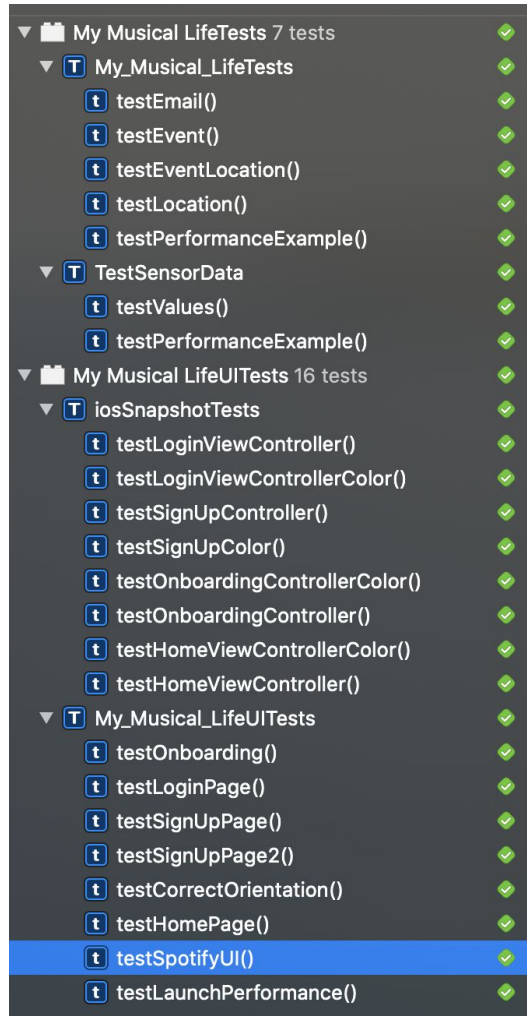 My Musical LifeTests 7 tests
My_Musical_LifeTests
testEmail()
testEvent()
testEventLocation()
testLocation()
testPerformanceExample()
TestSensorData
testValues()
testPerformanceExample()
My Musical LifeUITests 16 tests
iosSnapshotTests
testLoginViewController()
testLoginViewControllerColor()
testSignUpController()
testSignUpColor()
testOnboardingControllerColor()
testOnboardingController()
testHomeViewControllerColor()
testHomeViewController()
My_Musical_LifeUITests
testOnboarding()
testLoginPage()
testSignUpPage()
testSignUpPage2()
testCorrectOrientation()
testHomePage()
testSpotifyUI()
testLaunchPerformance()